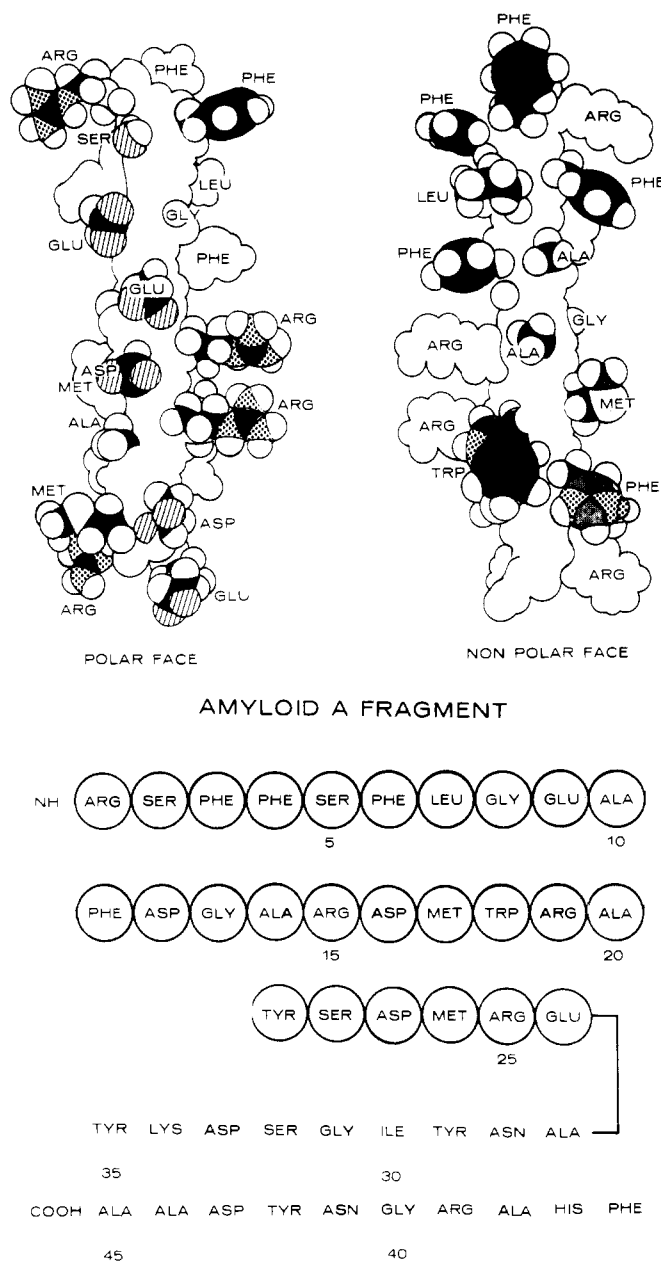 ARG
PHE
PHE
SER
LEU
GLY
GLU
PHE
GLU
ARG
ASP
MET
ARG
ALA
MET
ASP
ARG
GLU
POLAR FACE
PHE
PHE
ARG
PHE
LEU
PHE
ALA
GLY
ARG
ALA
MET
ARG
TRP
PHE
ARG
NON POLAR FACE
AMYLOID A FRAGMENT
NH ARG SER PHE PHE SER PHE LEU GLY GLU ALA
5 10
PHE ASP GLY ALA ARG ASP MET TRP ARG ALA
15 20
TYR SER ASP MET ARG GLU
25
TYR LYS ASP SER GLY ILE TYR ASN ALA
35 30
COOH ALA ALA ASP TYR ASN GLY ARG ALA HIS PHE
45 40